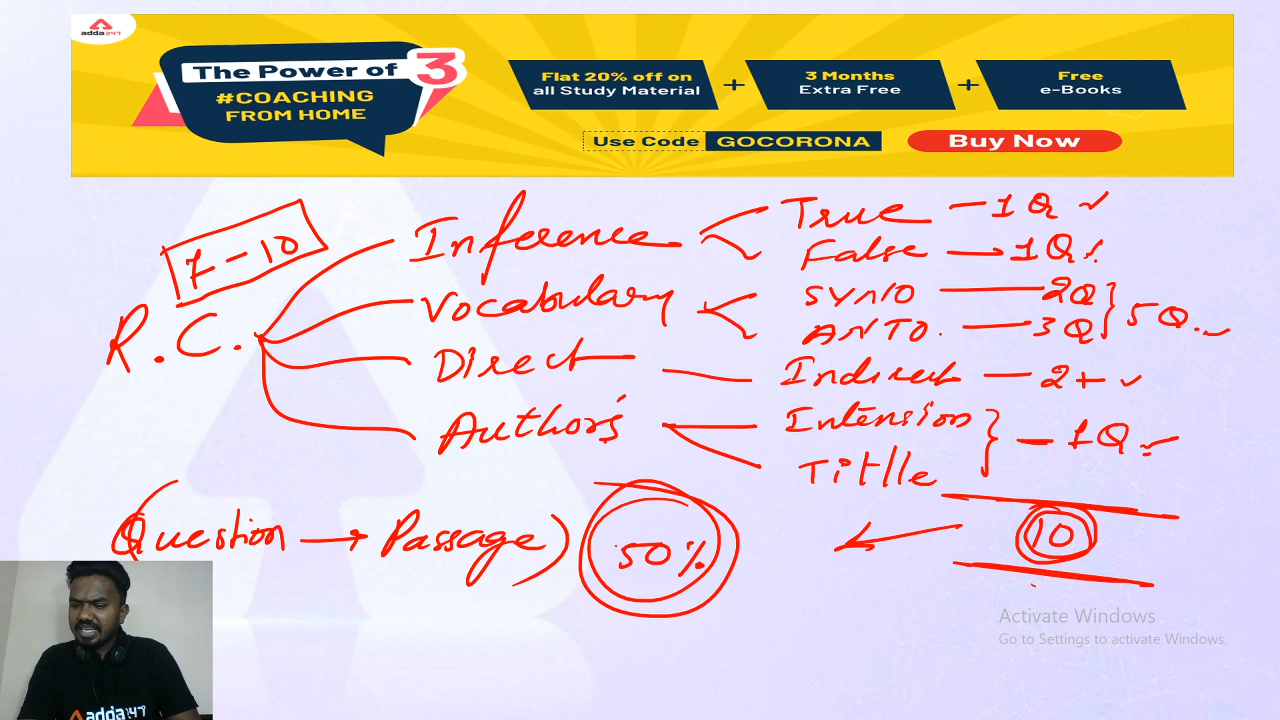 adda247
The Power of 3
#COACHING
FROM HOME
Flat 20% off on
all Study Material
+
3 Months
Extra Free
+
Free
e-Books
Use Code GOCORONA
Buy Now
7-10
R.C.
Inference
True - 1Q ✓
False → 1Q
Vocabulary
SYNO - 2Q
ANTO. - 3Q
} 5Q. ✓
Direct - Indirect - 2+ ✓
Author's
Intension
Titlle
} - 1Q ✓
(Question → Passage) 50%
10
Activate Windows
Go to Settings to activate Windows.
adda247